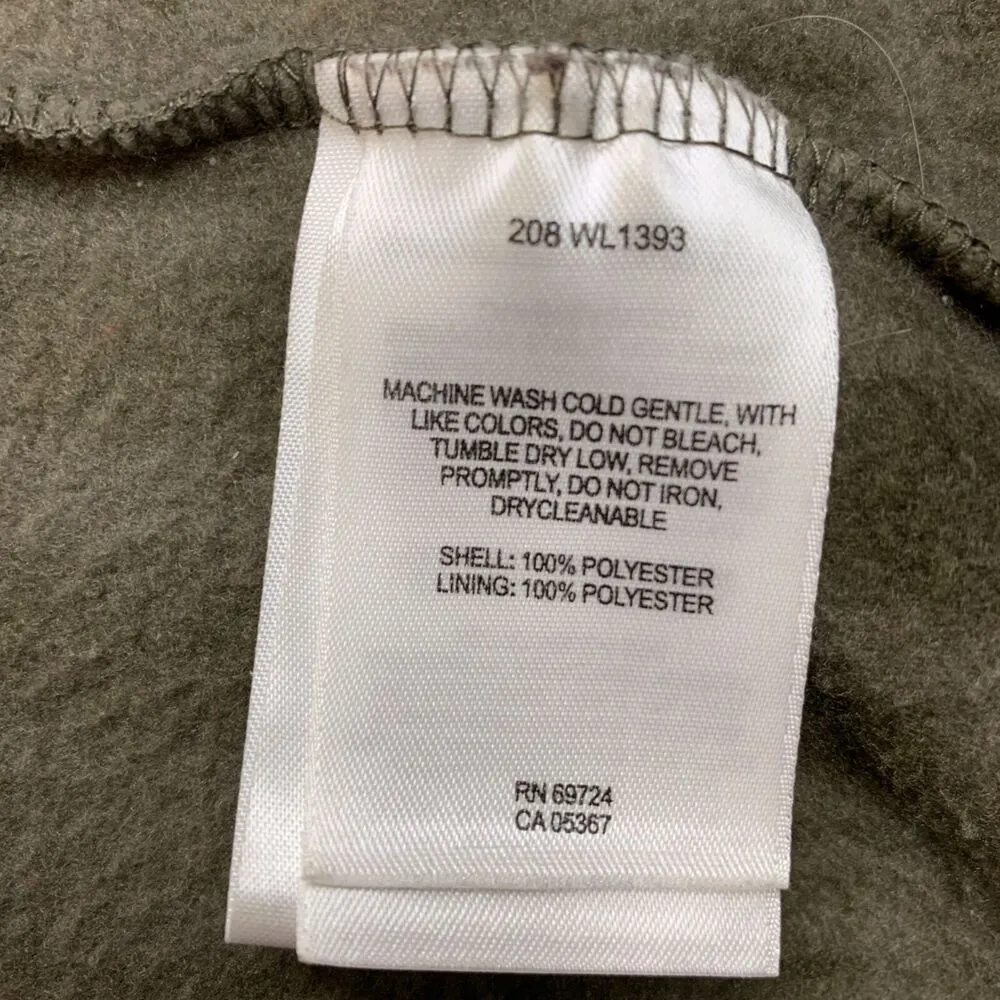 208 WL1393
MACHINE WASH COLD GENTLE, WITH
LIKE COLORS, DO NOT BLEACH,
TUMBLE DRY LOW, REMOVE
PROMPTLY, DO NOT IRON,
DRYCLEANABLE
SHELL: 100% POLYESTER
LINING: 100% POLYESTER
RN 69724
CA 05367